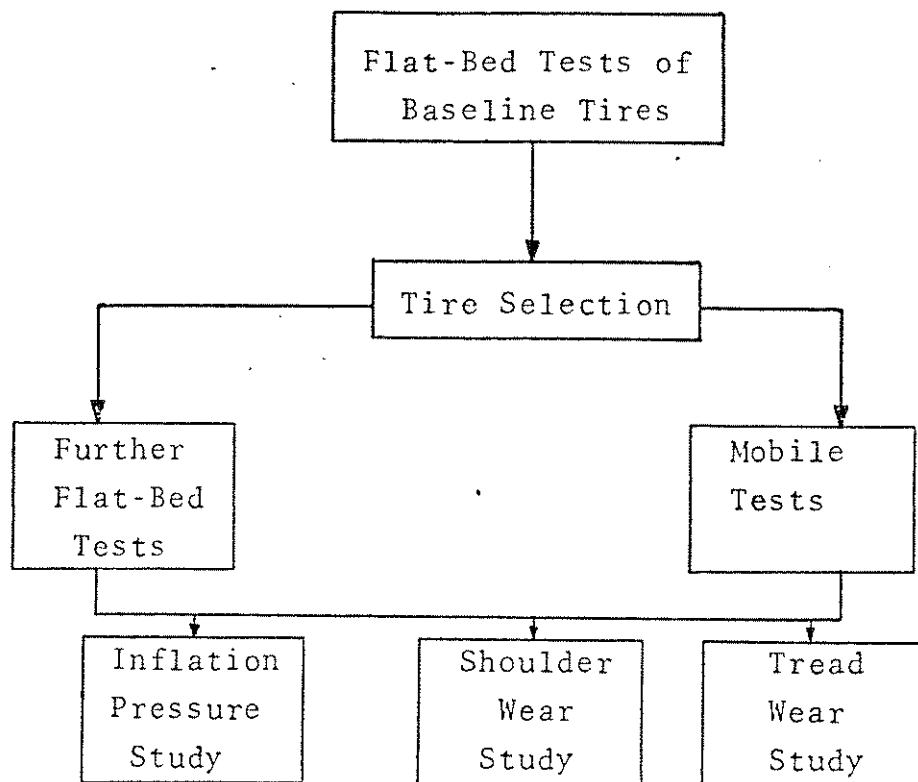 Flat-Bed Tests of
Baseline Tires
Tire Selection
Further
Flat-Bed
Tests
Mobile
Tests
Inflation
Pressure
Study
Shoulder
Wear
Study
Tread
Wear
Study